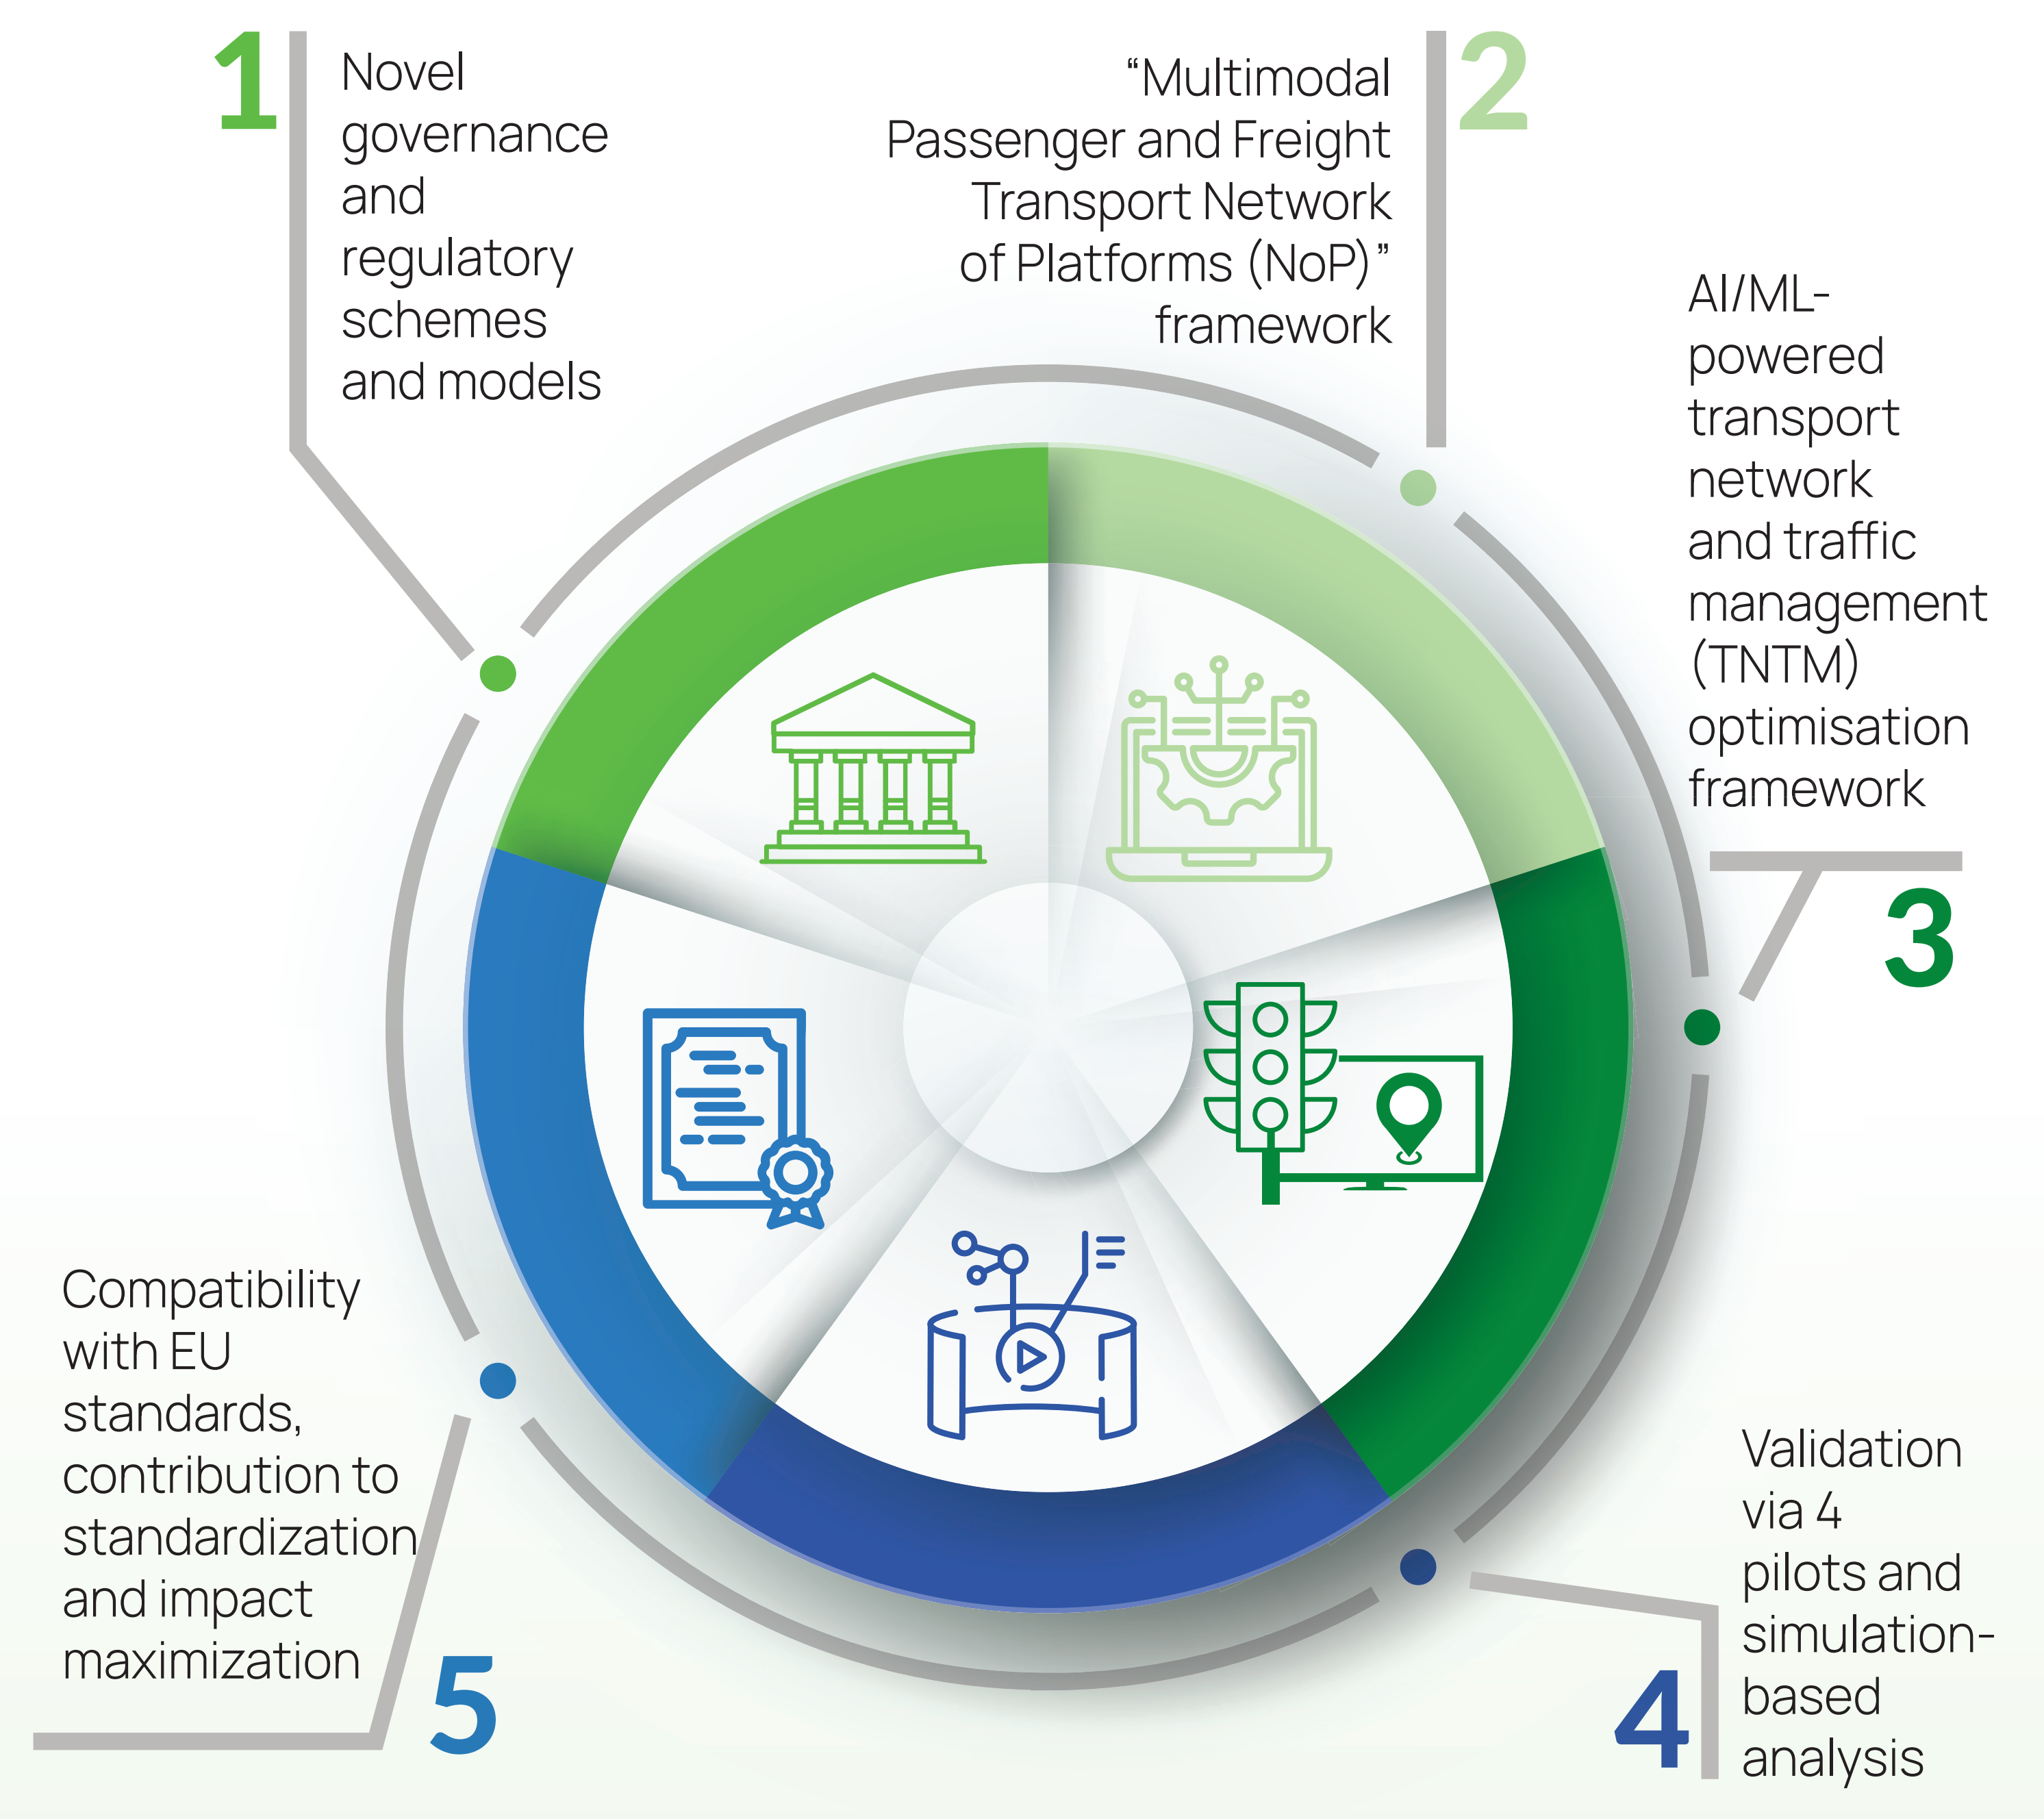 1
Novel
governance
and
regulatory
schemes
and models
2
“Multimodal
Passenger and Freight
Transport Network
of Platforms (NoP)”
framework
AI/ML-
powered
transport
network
and traffic
management
(TNTM)
optimisation
framework
3
Validation
via 4
pilots and
simulation-
based
analysis
4
Compatibility
with EU
standards,
contribution to
standardization
and impact
maximization
5